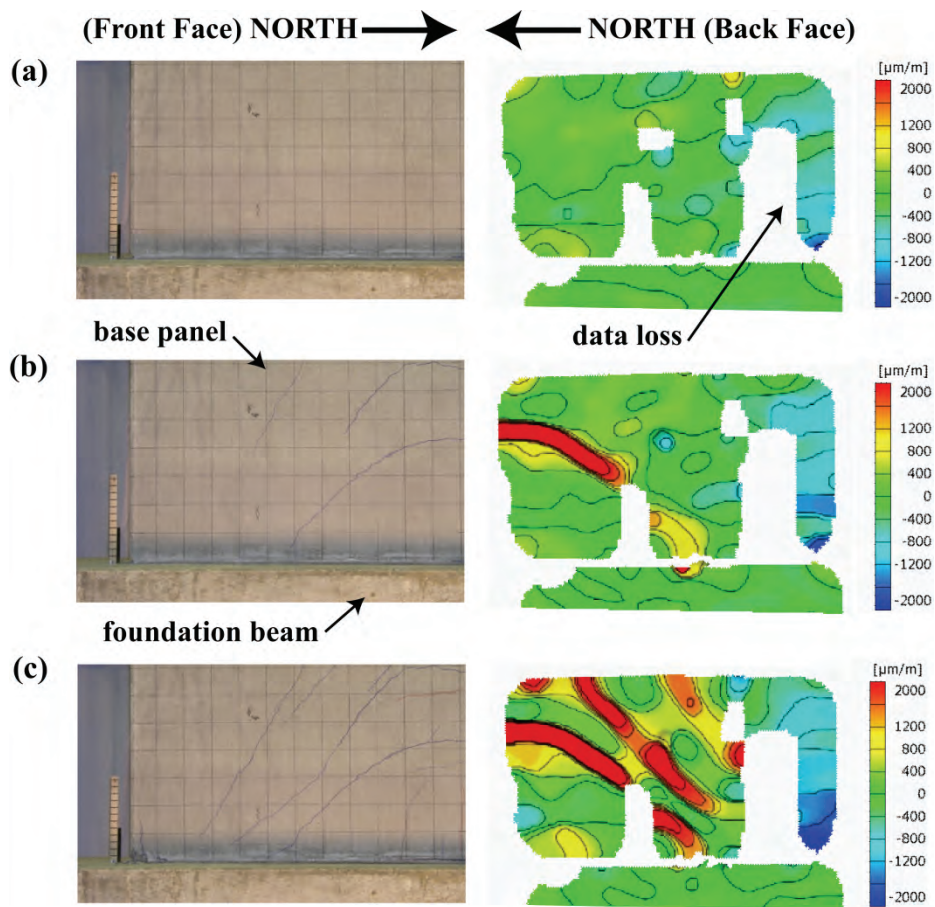 (Front Face) NORTH
NORTH (Back Face)
(a)
[µm/m]
2000
1200
800
400
0
-400
-800
-1200
-2000
base panel
data loss
(b)
[µm/m]
2000
1200
800
400
0
-400
-800
-1200
-2000
foundation beam
(c)
[µm/m]
2000
1200
800
400
0
-400
-800
-1200
-2000